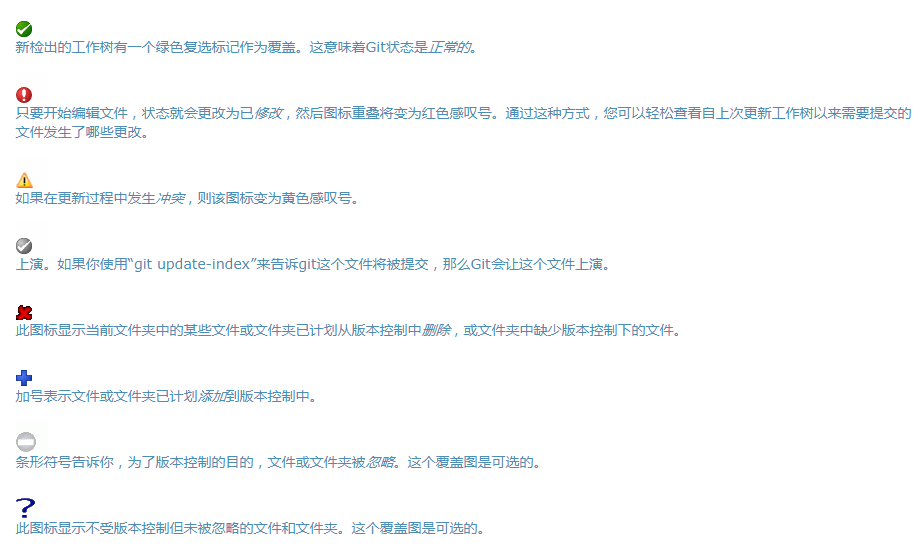 新检出的工作树有一个绿色复选标记作为覆盖。这意味着Git状态是正常的。
只要开始编辑文件，状态就会更改为已修改，然后图标重叠将变为红色感叹号。通过这种方式，您可以轻松查看自上次更新工作树以来需要提交的
文件发生了哪些更改。
如果在更新过程中发生冲突，则该图标变为黄色感叹号。
上演。如果你使用“git update-index”来告诉git这个文件将被提交，那么Git会让这个文件上演。
此图标显示当前文件夹中的某些文件或文件夹已计划从版本控制中删除，或文件夹中缺少版本控制下的文件。
加号表示文件或文件夹已计划添加到版本控制中。
条形符号告诉你，为了版本控制的目的，文件或文件夹被忽略。这个覆盖图是可选的。
此图标显示不受版本控制但未被忽略的文件和文件夹。这个覆盖图是可选的。